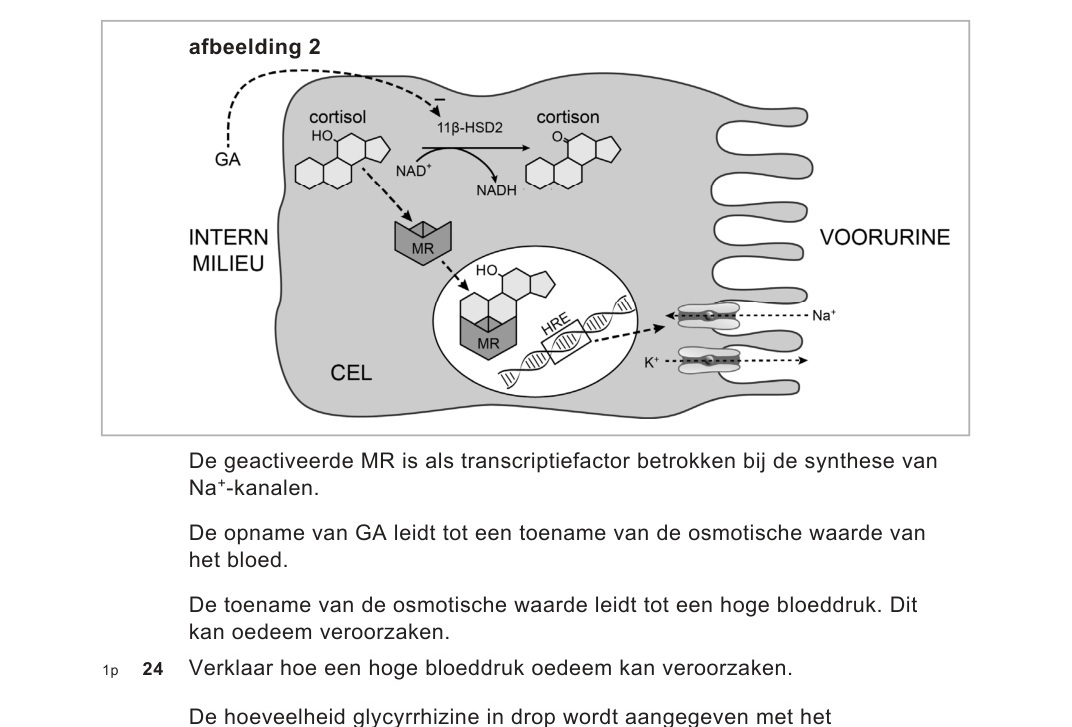 afbeelding 2
cortisol
HO
11β-HSD2
cortison
O
–
GA
NAD⁺
NADH
INTERN
MILIEU
MR
VOORURINE
HO
MR
HRE
Na⁺
K⁺
CEL
De geactiveerde MR is als transcriptiefactor betrokken bij de synthese van
Na⁺-kanalen.
De opname van GA leidt tot een toename van de osmotische waarde van
het bloed.
De toename van de osmotische waarde leidt tot een hoge bloeddruk. Dit
kan oedeem veroorzaken.
1p 24 Verklaar hoe een hoge bloeddruk oedeem kan veroorzaken.
De hoeveelheid glycyrrhizine in drop wordt aangegeven met het